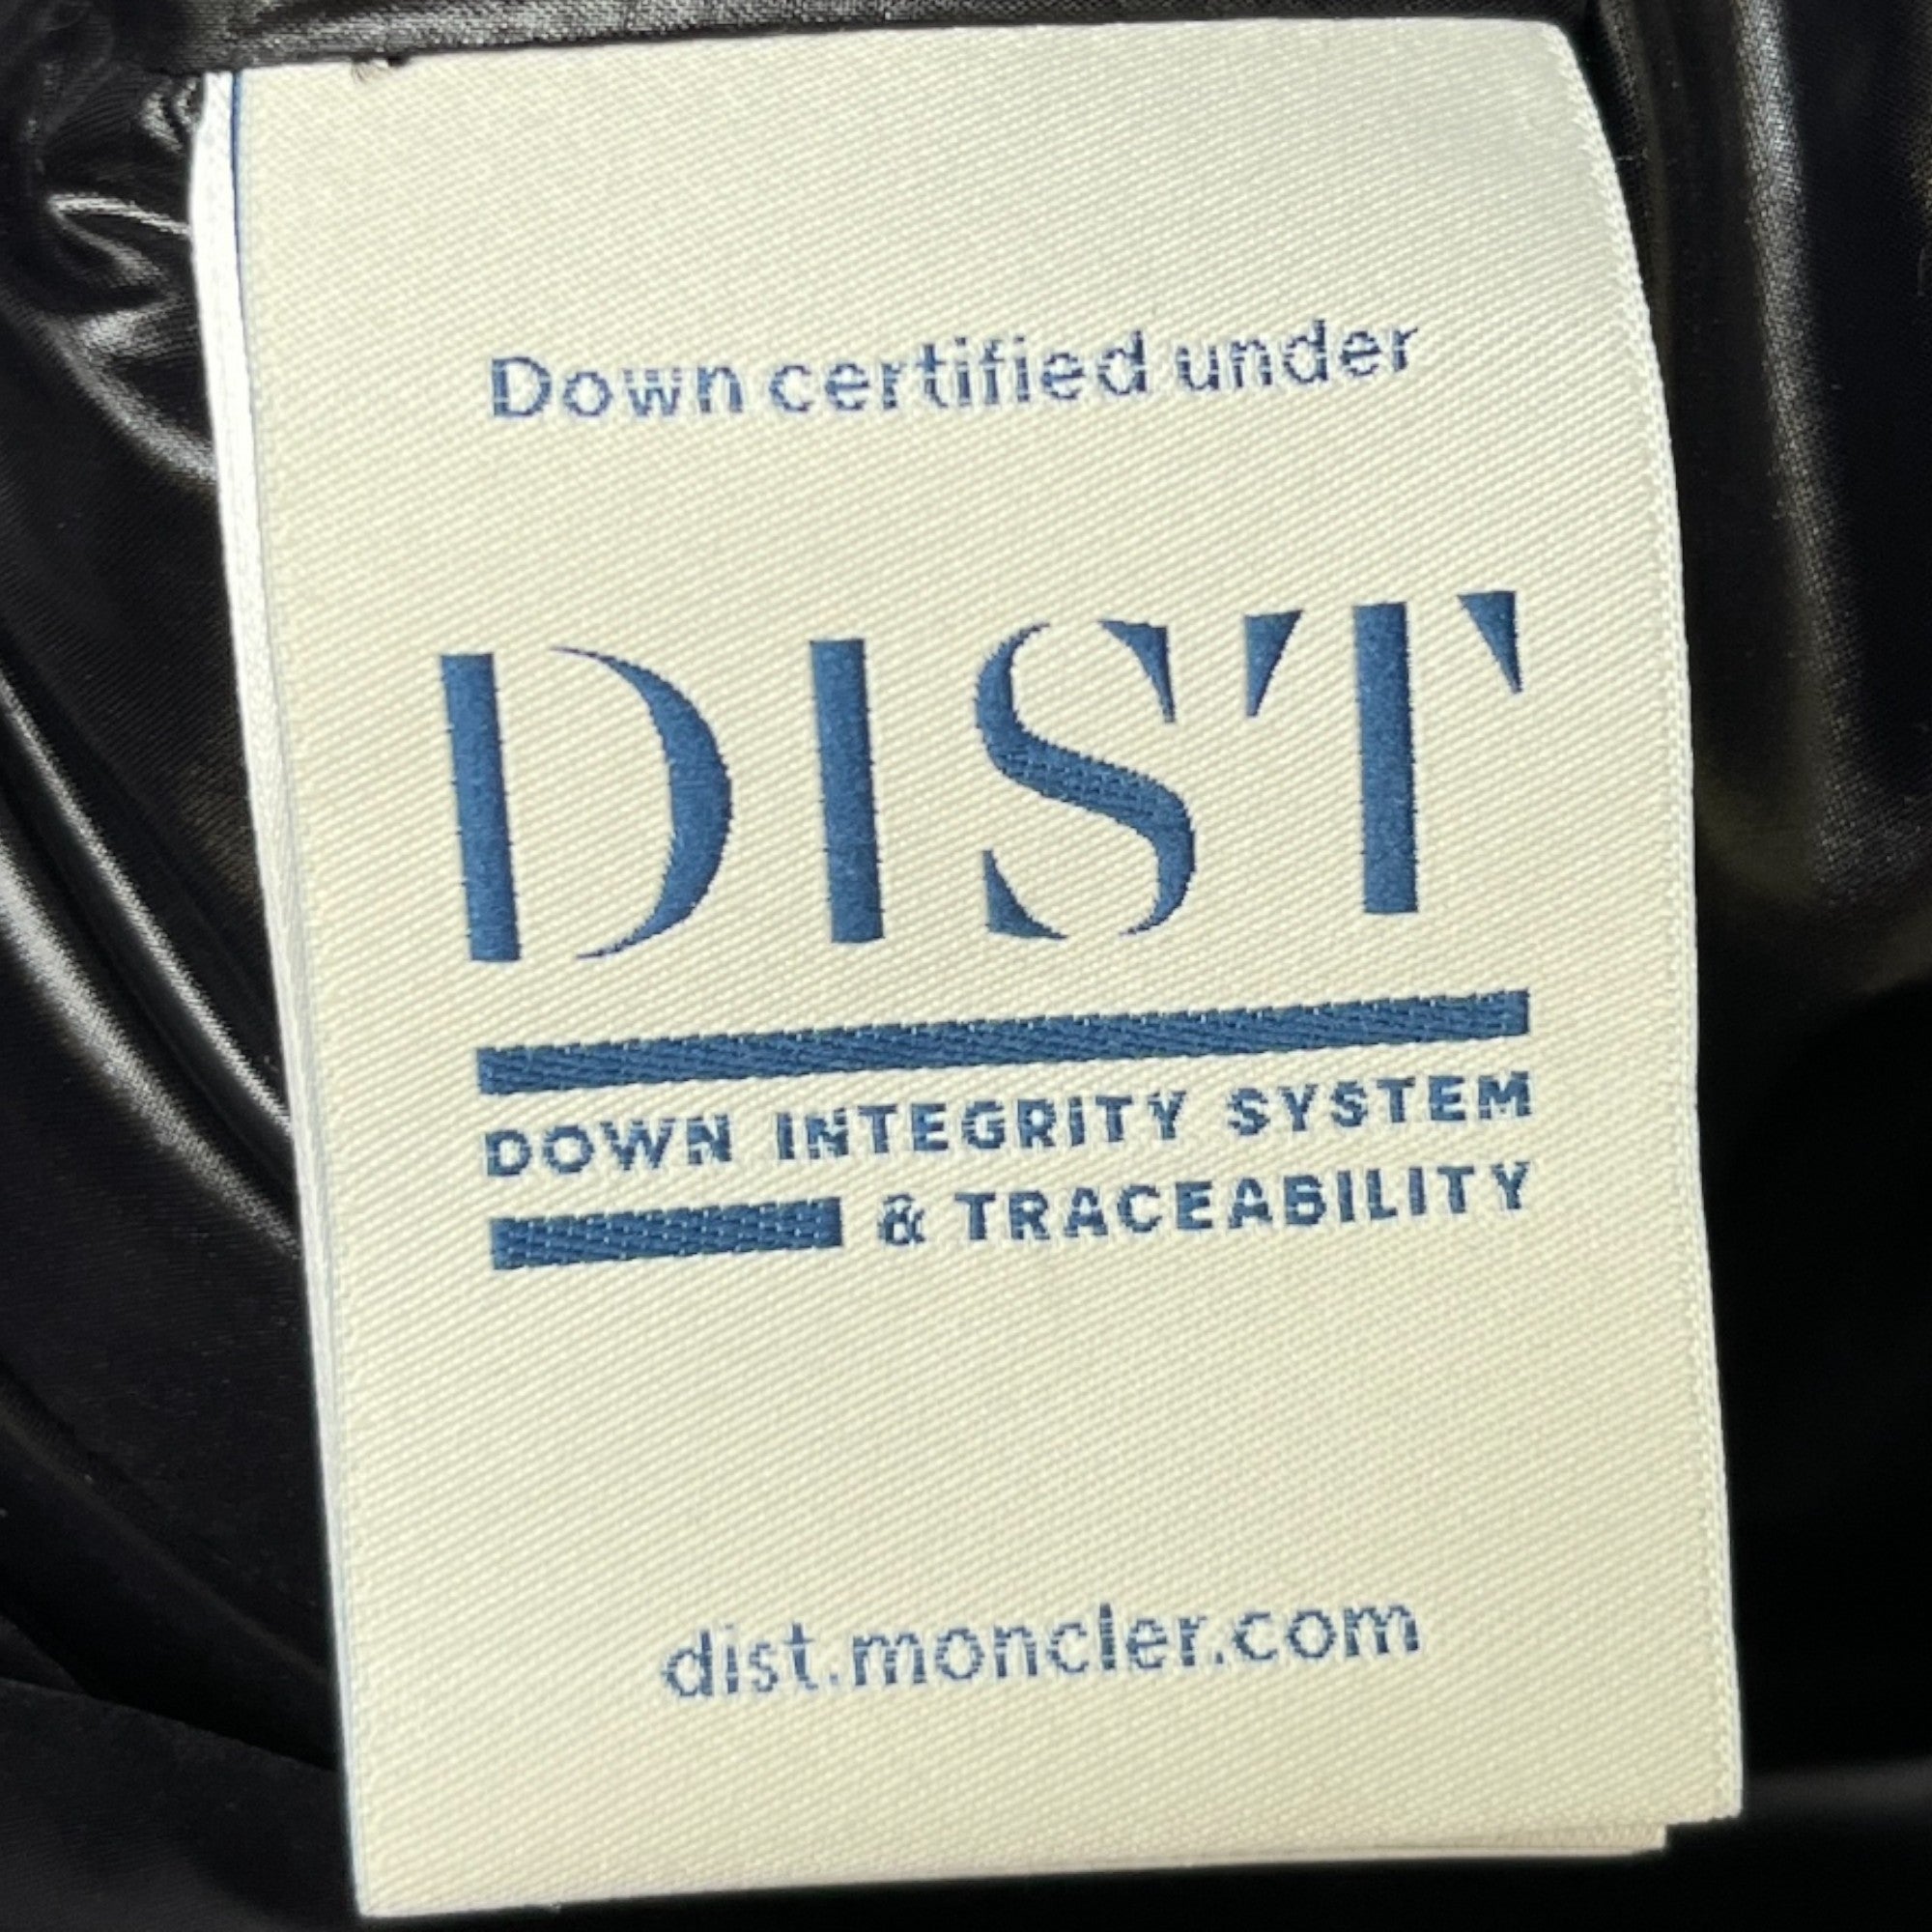 Down certified under
DIST
DOWN INTEGRITY SYSTEM
& TRACEABILITY
dist.moncler.com